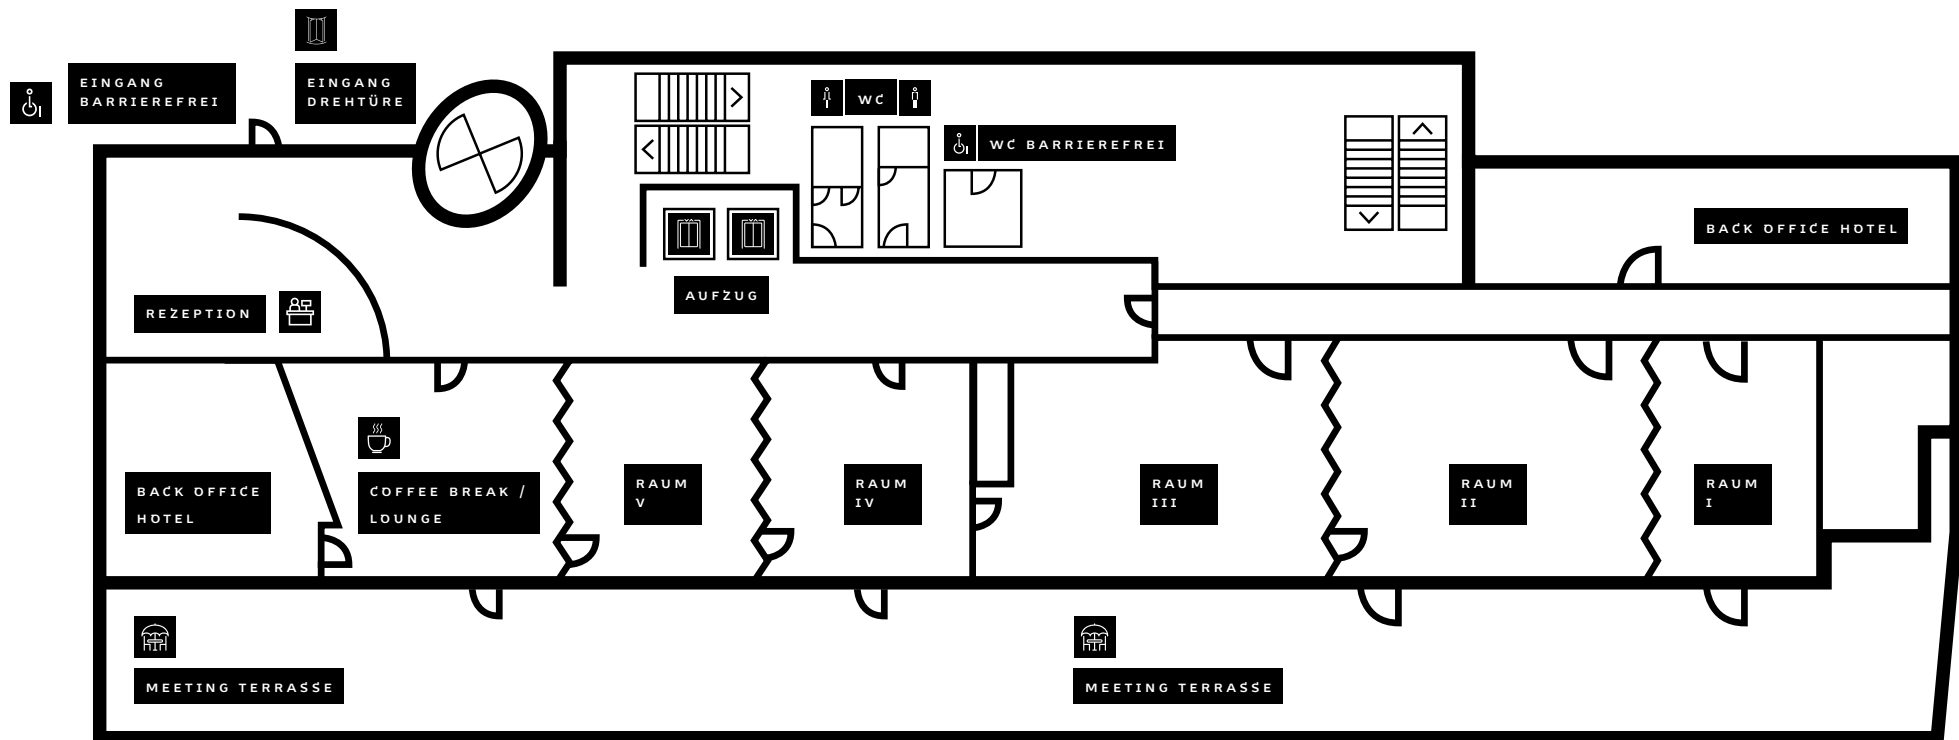 EINGANG
BARRIEREFREI
EINGANG
DREHTÜRE
WC
WC BARRIEREFREI
BACK OFFICE HOTEL
REZEPTION
AUFZUG
BACK OFFICE
HOTEL
COFFEE BREAK /
LOUNGE
RAUM
V
RAUM
IV
RAUM
III
RAUM
II
RAUM
I
MEETING TERRASSE
MEETING TERRASSE